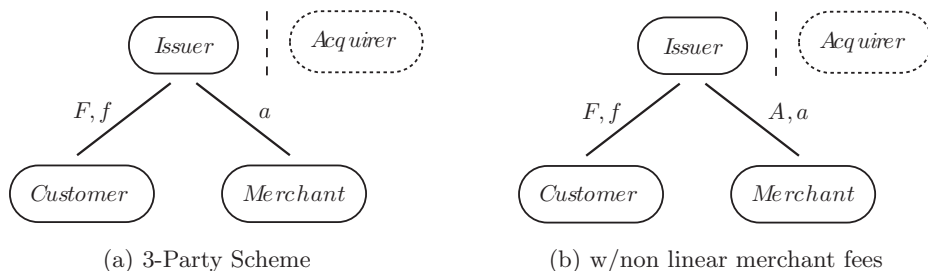 Issuer
Acquirer
F, f
a
Customer
Merchant
(a) 3-Party Scheme
Issuer
Acquirer
F, f
A, a
Customer
Merchant
(b) w/non linear merchant fees